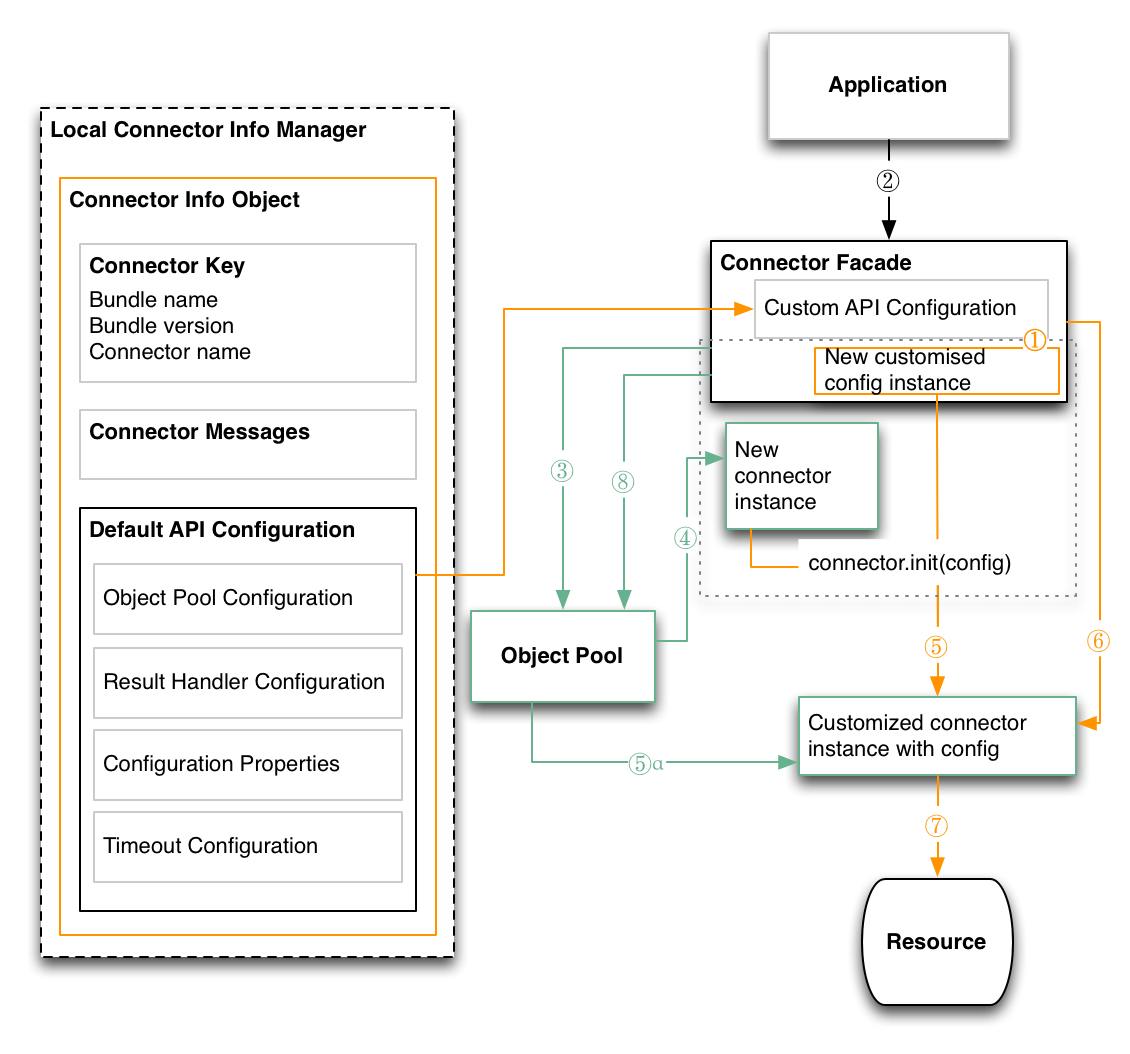 Application
Local Connector Info Manager
②
Connector Info Object
Connector Key
Bundle name
Bundle version
Connector name
Connector Facade
Custom API Configuration
①
New customised
config instance
Connector Messages
New
connector
instance
③
⑧
④
Default API Configuration
connector.init(config)
Object Pool Configuration
Object Pool
⑤
⑥
Result Handler Configuration
Customized connector
instance with config
Configuration Properties
⑤a
Timeout Configuration
⑦
Resource